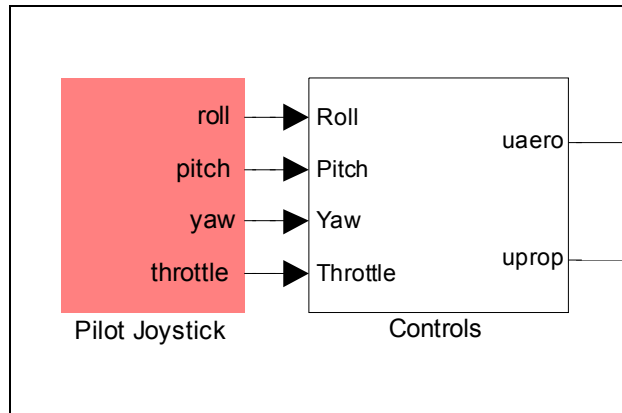 roll
pitch
yaw
throttle
Pilot Joystick
Roll
Pitch
Yaw
Throttle
uaero
uprop
Controls